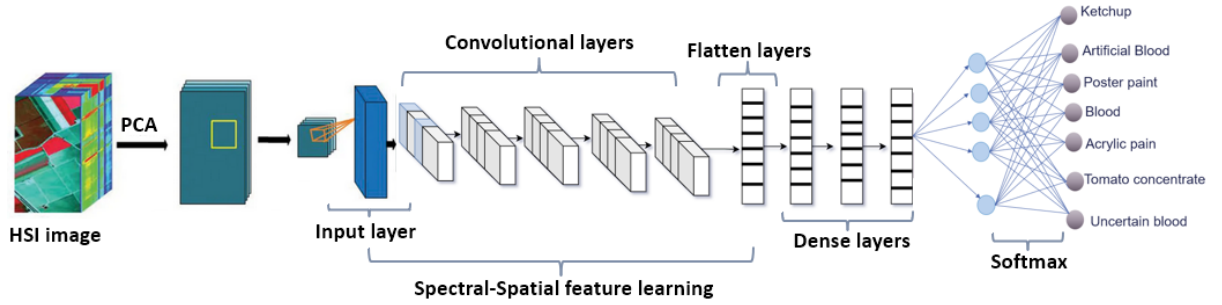 HSI image
PCA
Input layer
Convolutional layers
Flatten layers
Dense layers
Spectral-Spatial feature learning
Softmax
Ketchup
Artificial Blood
Poster paint
Blood
Acrylic pain
Tomato concentrate
Uncertain blood